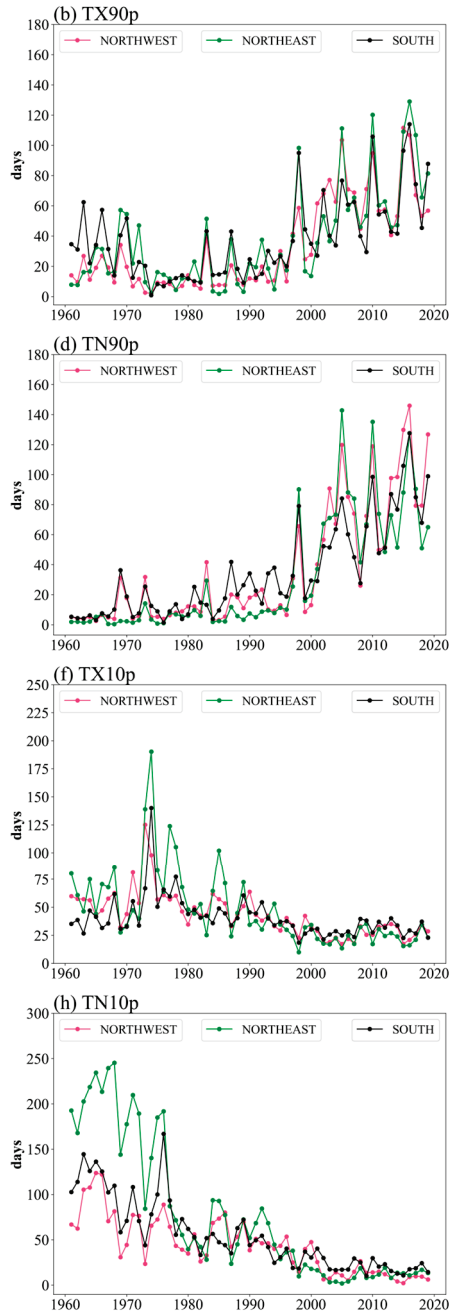 (b) TX90p
NORTHWEST NORTHEAST SOUTH
180
160
140
120
100
80
60
40
20
0
days
1960 1970 1980 1990 2000 2010 2020
(d) TN90p
NORTHWEST NORTHEAST SOUTH
180
160
140
120
100
80
60
40
20
0
days
1960 1970 1980 1990 2000 2010 2020
(f) TX10p
NORTHWEST NORTHEAST SOUTH
250
225
200
175
150
125
100
75
50
25
0
days
1960 1970 1980 1990 2000 2010 2020
(h) TN10p
NORTHWEST NORTHEAST SOUTH
300
250
200
150
100
50
0
days
1960 1970 1980 1990 2000 2010 2020